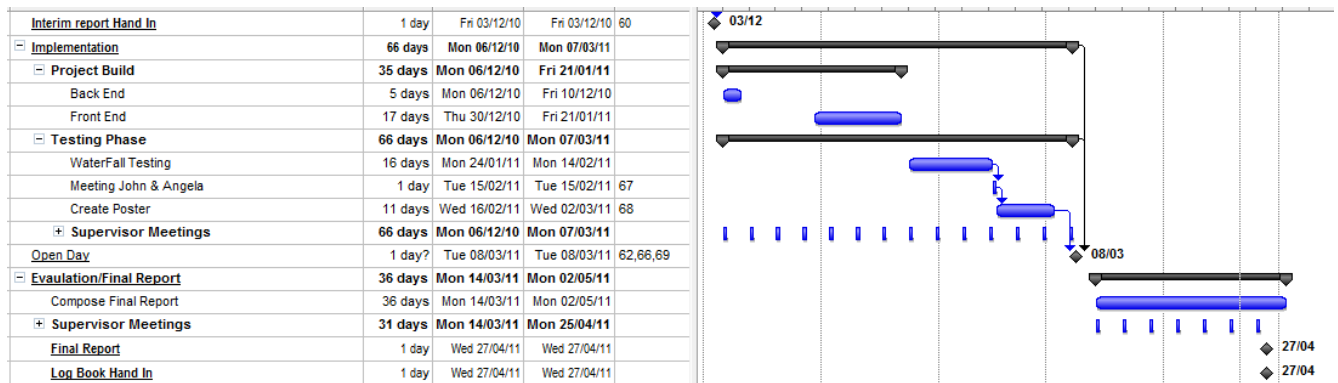 Interim report Hand In 1 day Fri 03/12/10 Fri 03/12/10 60 03/12
Implementation 66 days Mon 06/12/10 Mon 07/03/11
Project Build 35 days Mon 06/12/10 Fri 21/01/11
Back End 5 days Mon 06/12/10 Fri 10/12/10
Front End 17 days Thu 30/12/10 Fri 21/01/11
Testing Phase 66 days Mon 06/12/10 Mon 07/03/11
WaterFall Testing 16 days Mon 24/01/11 Mon 14/02/11
Meeting John & Angela 1 day Tue 15/02/11 Tue 15/02/11 67
Create Poster 11 days Wed 16/02/11 Wed 02/03/11 68
Supervisor Meetings 66 days Mon 06/12/10 Mon 07/03/11
Open Day 1 day? Tue 08/03/11 Tue 08/03/11 62,66,69 08/03
Evaulation/Final Report 36 days Mon 14/03/11 Mon 02/05/11
Compose Final Report 36 days Mon 14/03/11 Mon 02/05/11
Supervisor Meetings 31 days Mon 14/03/11 Mon 25/04/11
Final Report 1 day Wed 27/04/11 Wed 27/04/11 27/04
Log Book Hand In 1 day Wed 27/04/11 Wed 27/04/11 27/04